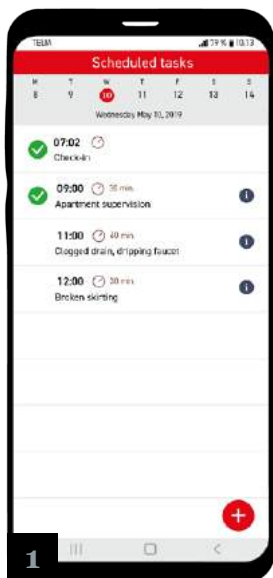 TELIA 79 % 10.13
Scheduled tasks
M T W T F S S
8 9 10 11 12 13 14
Wednesday May 10, 2019
07:02
Check-in
09:00 35 min.
Apartment supervision
11:00 40 min.
Clogged drain, dripping faucet
12:00 30 min.
Broken skirting
1